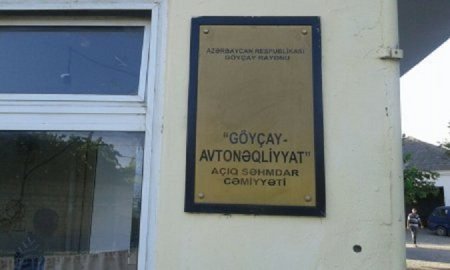 AZƏRBAYCAN RESPUBLİKASI
GÖYÇAY RAYONU
"GÖYÇAY-
AVTONƏQLİYYAT"
AÇIQ SƏHMDAR
CƏMİYYƏTİ